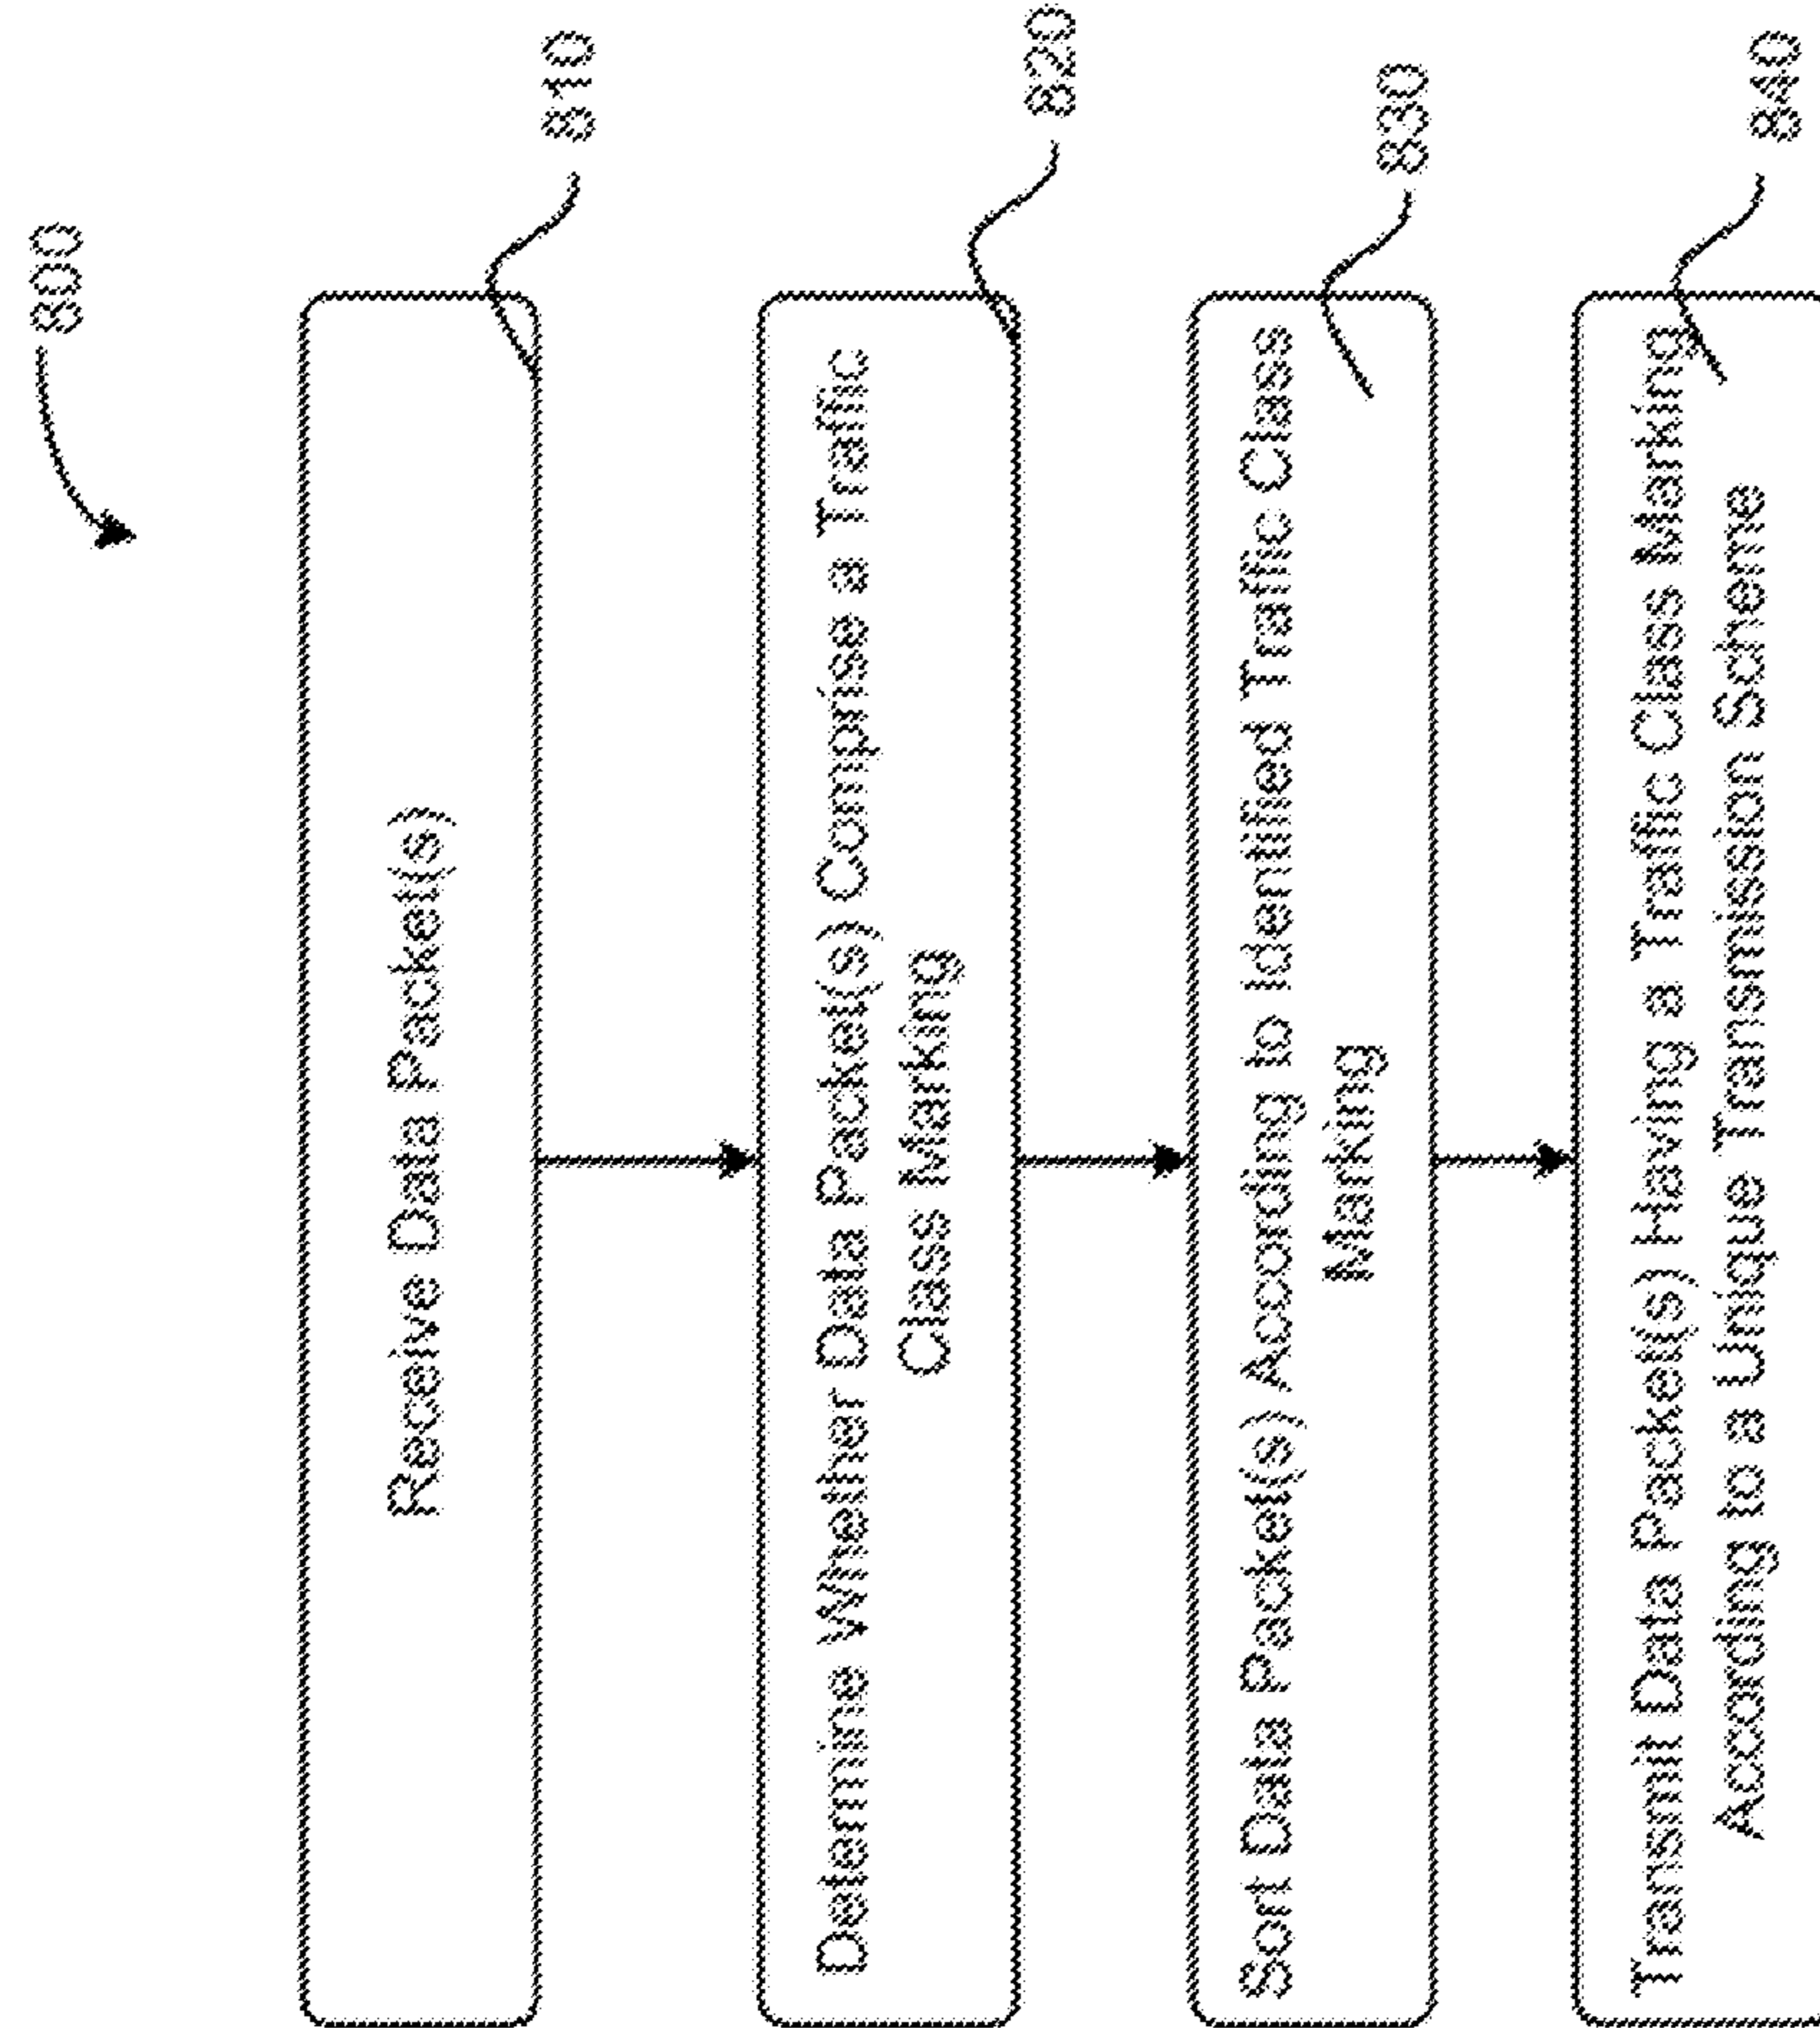 800
Receive Data Packet(s)
810
Determine Whether Data Packet(s) Comprise a Traffic
Class Marking
820
Sort Data Packet(s) According to Identified Traffic Class
Marking
830
Transmit Data Packet(s) Having a Traffic Class Marking
According to a Unique Transmission Scheme
840